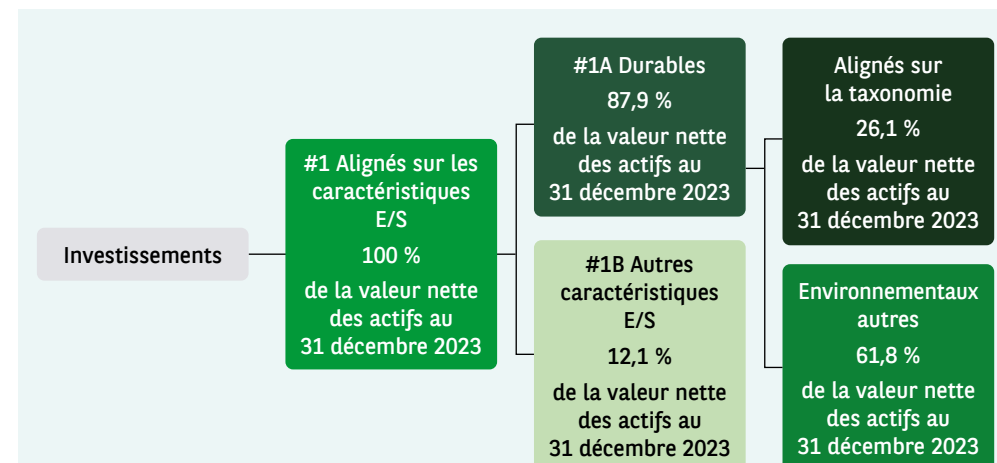 Investissements
#1 Alignés sur les
caractéristiques
E/S
100 %
de la valeur nette
des actifs au
31 décembre 2023
#1A Durables
87,9 %
de la valeur nette
des actifs au
31 décembre 2023
#1B Autres
caractéristiques
E/S
12,1 %
de la valeur nette
des actifs au
31 décembre 2023
Alignés sur
la taxonomie
26,1 %
de la valeur nette
des actifs au
31 décembre 2023
Environnementaux
autres
61,8 %
de la valeur nette
des actifs au
31 décembre 2023